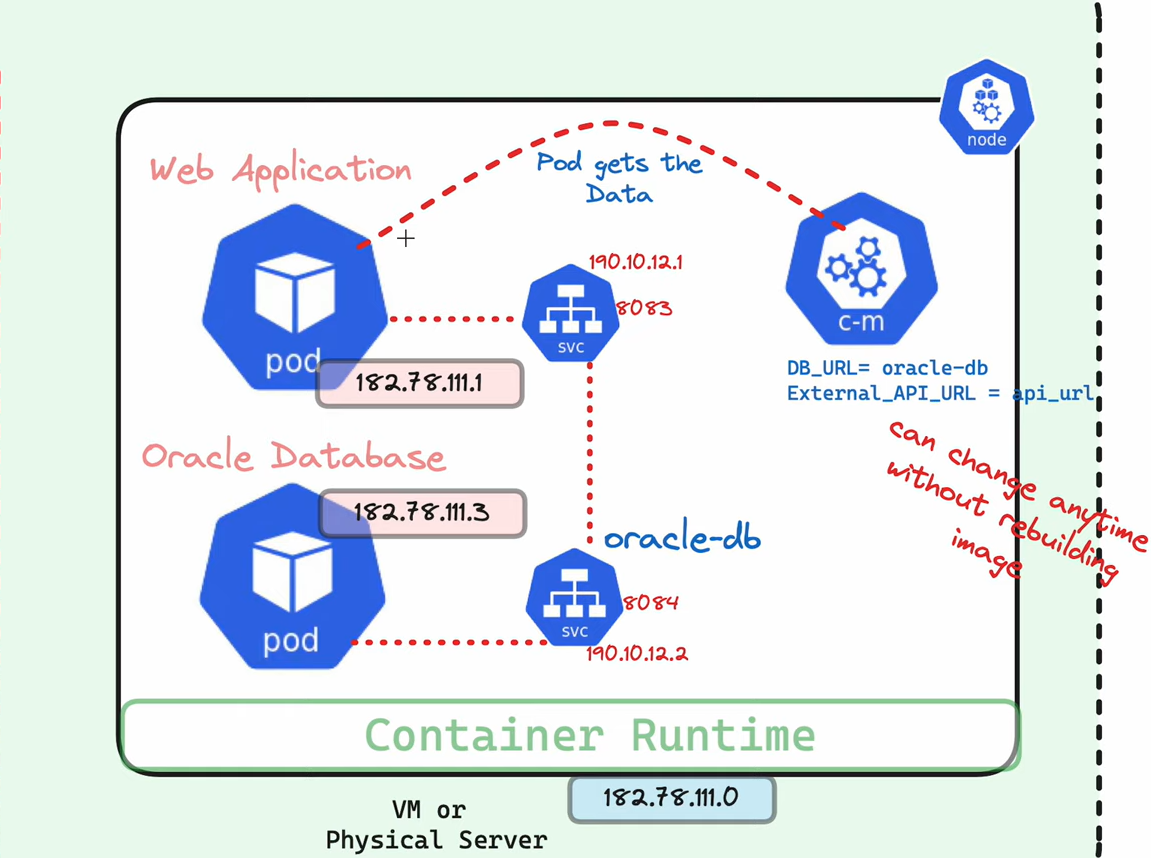 node
Web Application
Pod gets the
Data
190.10.12.1
8083
svc
pod
182.78.111.1
c-m
DB_URL= oracle-db
External_API_URL = api_url
can change anytime
without rebuilding
image
Oracle Database
182.78.111.3
pod
oracle-db
8084
svc
190.10.12.2
Container Runtime
182.78.111.0
VM or
Physical Server